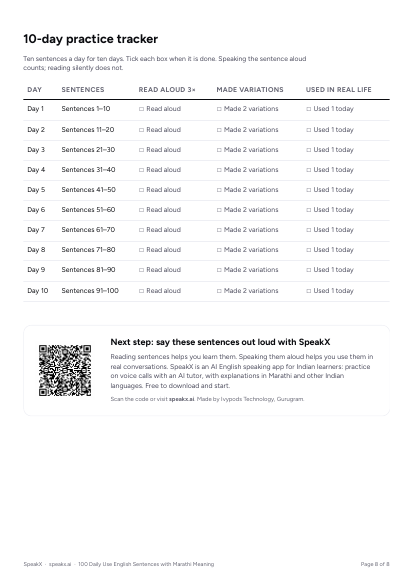 10-day practice tracker
Ten sentences a day for ten days. Tick each box when it is done. Speaking the sentence aloud
counts; reading silently does not.
DAY SENTENCES READ ALOUD 3× MADE VARIATIONS USED IN REAL LIFE
Day 1 Sentences 1–10 □ Read aloud □ Made 2 variations □ Used 1 today
Day 2 Sentences 11–20 □ Read aloud □ Made 2 variations □ Used 1 today
Day 3 Sentences 21–30 □ Read aloud □ Made 2 variations □ Used 1 today
Day 4 Sentences 31–40 □ Read aloud □ Made 2 variations □ Used 1 today
Day 5 Sentences 41–50 □ Read aloud □ Made 2 variations □ Used 1 today
Day 6 Sentences 51–60 □ Read aloud □ Made 2 variations □ Used 1 today
Day 7 Sentences 61–70 □ Read aloud □ Made 2 variations □ Used 1 today
Day 8 Sentences 71–80 □ Read aloud □ Made 2 variations □ Used 1 today
Day 9 Sentences 81–90 □ Read aloud □ Made 2 variations □ Used 1 today
Day 10 Sentences 91–100 □ Read aloud □ Made 2 variations □ Used 1 today
Next step: say these sentences out loud with SpeakX
Reading sentences helps you learn them. Speaking them aloud helps you use them in
real conversations. SpeakX is an AI English speaking app for Indian learners: practice
on voice calls with an AI tutor, with explanations in Marathi and other Indian
languages. Free to download and start.
Scan the code or visit speakx.ai. Made by Ivypods Technology, Gurugram.
SpeakX · speakx.ai · 100 Daily Use English Sentences with Marathi Meaning Page 8 of 8